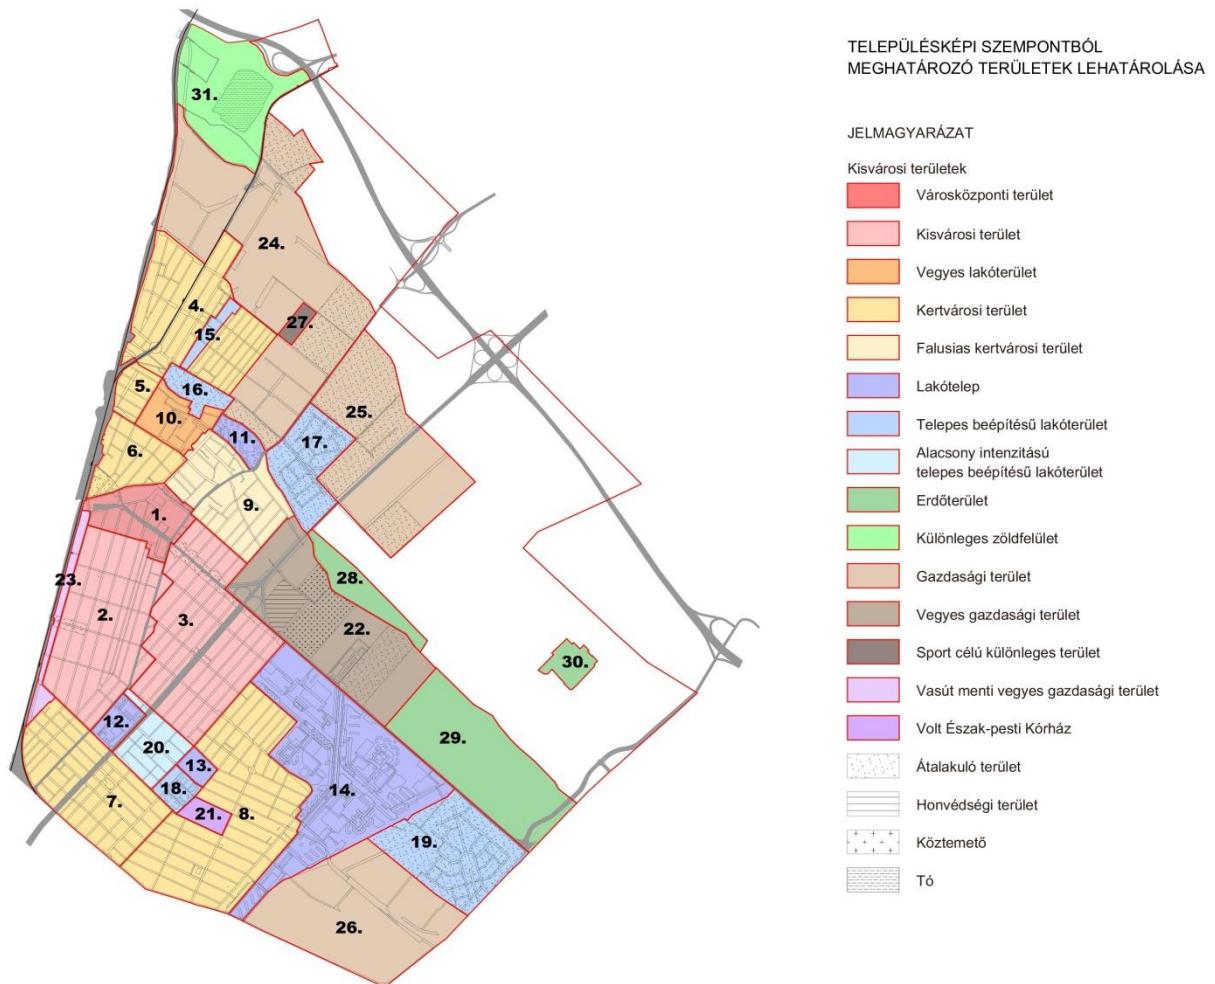 TELEPÜLÉSKÉPI SZEMPONTBÓL
MEGHATÁROZÓ TERÜLETEK LEHATÁROLÁSA
JELMAGYARÁZAT
Kisvárosi területek
Városközponti terület
Kisvárosi terület
Vegyes lakóterület
Kertvárosi terület
Falusias kertvárosi terület
Lakótelep
Telepes beépítésű lakóterület
Alacsony intenzitású
telepes beépítésű lakóterület
Erdőterület
Különleges zöldfelület
Gazdasági terület
Vegyes gazdasági terület
Sport célú különleges terület
Vasút menti vegyes gazdasági terület
Volt Észak-pesti Kórház
Átalakuló terület
Honvédségi terület
Köztemető
Tó
31.
24.
4.
27.
15.
5.
16.
25.
10.
11.
17.
6.
9.
1.
23.
28.
2.
3.
22.
30.
12.
20.
29.
13.
18.
14.
7.
21.
8.
19.
26.